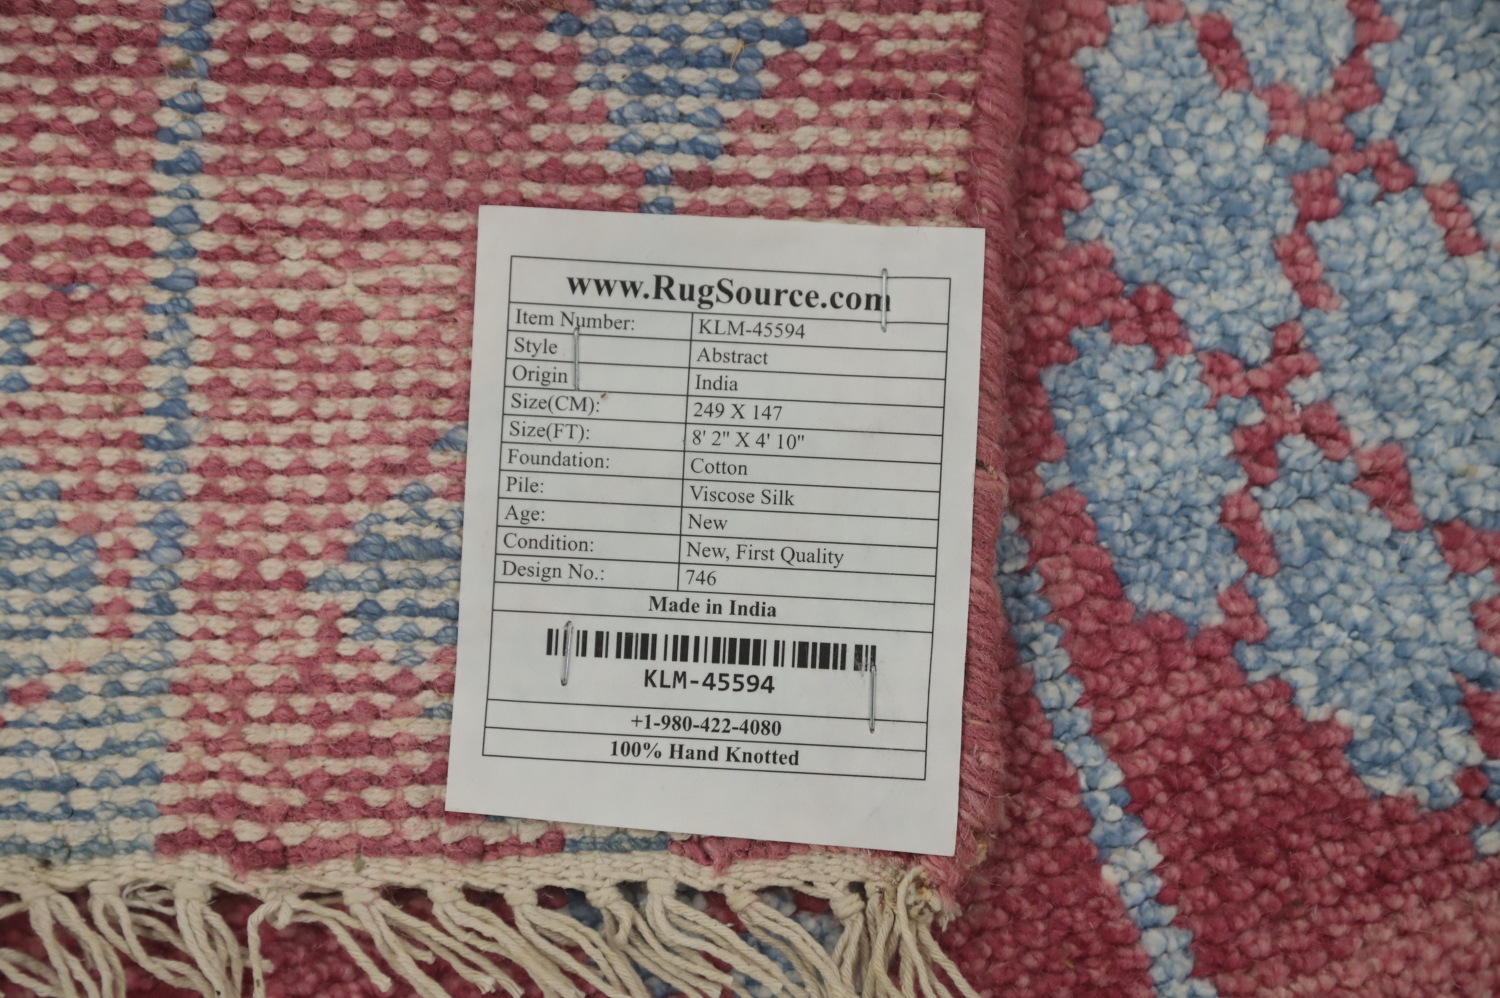 www.RugSource.com
Item Number: KLM-45594
Style Abstract
Origin India
Size(CM): 249 X 147
Size(FT): 8' 2" X 4' 10"
Foundation: Cotton
Pile: Viscose Silk
Age: New
Condition: New, First Quality
Design No.: 746
Made in India
KLM-45594
+1-980-422-4080
100% Hand Knotted